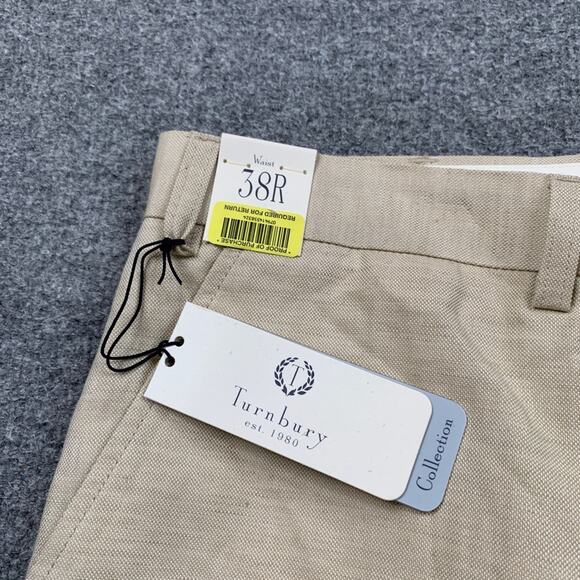 Waist
38R
* PROOF OF PURCHASE *
REQUIRED FOR RETURN
T
Turnbury
est. 1980
Collection